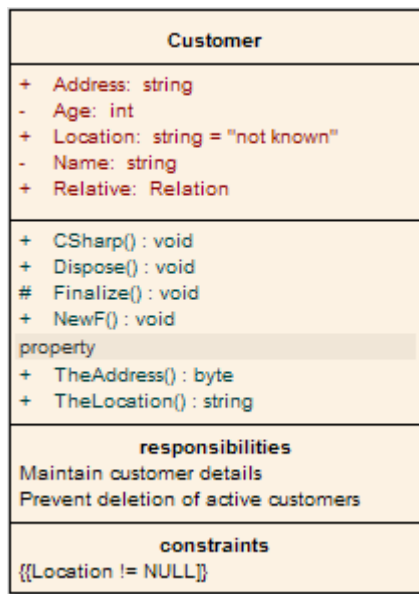 Customer
+ Address: string
- Age: int
+ Location: string = "not known"
- Name: string
+ Relative: Relation
+ CSharp() : void
+ Dispose() : void
# Finalize() : void
+ NewF() : void
property
+ TheAddress() : byte
+ TheLocation() : string
responsibilities
Maintain customer details
Prevent deletion of active customers
constraints
{{Location != NULL]}